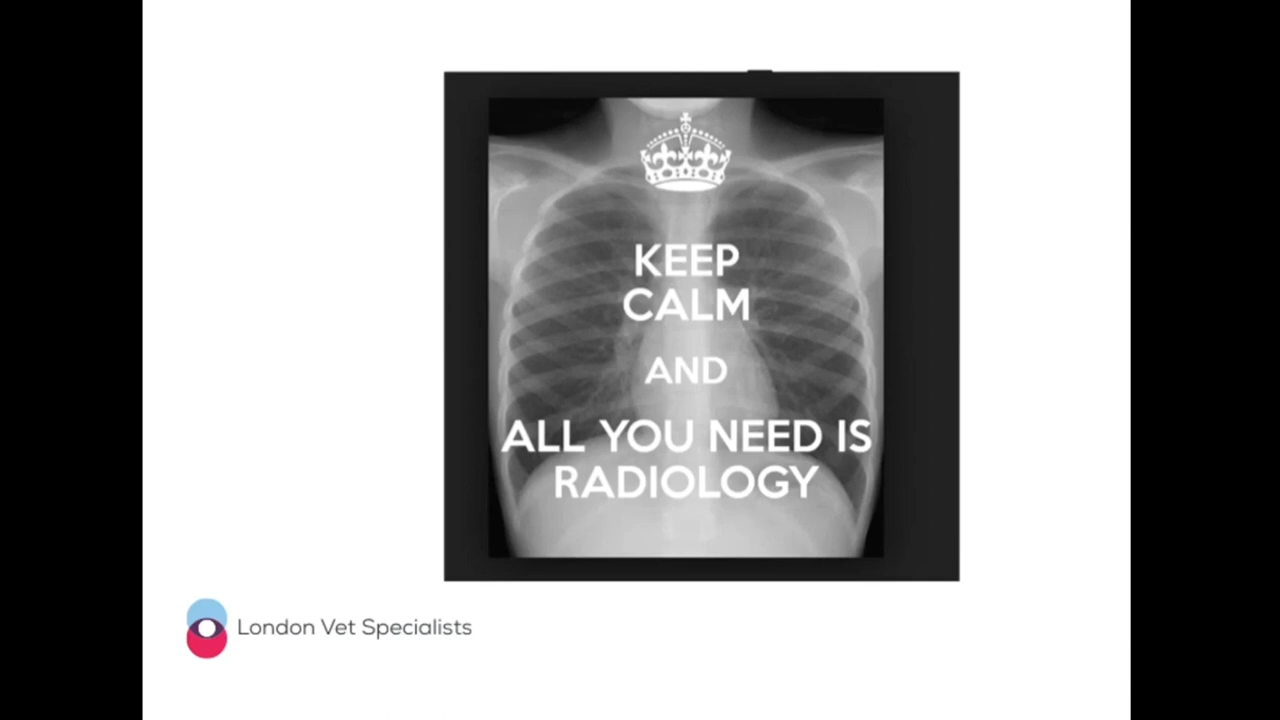 KEEP
CALM
AND
ALL YOU NEED IS
RADIOLOGY
London Vet Specialists